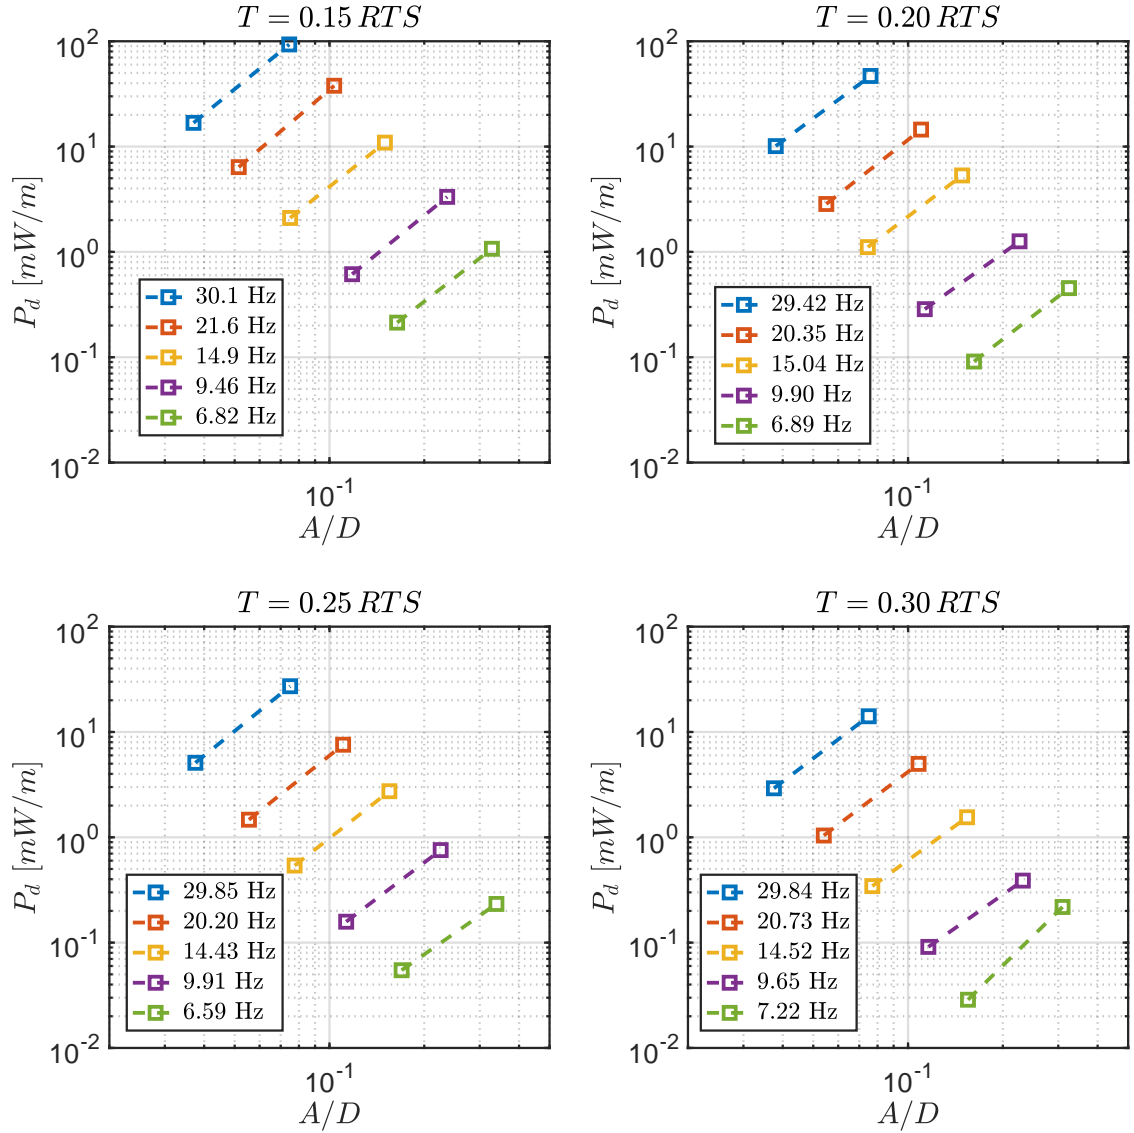 T = 0.15 RTS
10^2
10^1
10^0
10^-1
10^-2
P_d [mW/m]
30.1 Hz
21.6 Hz
14.9 Hz
9.46 Hz
6.82 Hz
10^-1
A/D
T = 0.20 RTS
10^2
10^1
10^0
10^-1
10^-2
P_d [mW/m]
29.42 Hz
20.35 Hz
15.04 Hz
9.90 Hz
6.89 Hz
10^-1
A/D
T = 0.25 RTS
10^2
10^1
10^0
10^-1
10^-2
P_d [mW/m]
29.85 Hz
20.20 Hz
14.43 Hz
9.91 Hz
6.59 Hz
10^-1
A/D
T = 0.30 RTS
10^2
10^1
10^0
10^-1
10^-2
P_d [mW/m]
29.84 Hz
20.73 Hz
14.52 Hz
9.65 Hz
7.22 Hz
10^-1
A/D